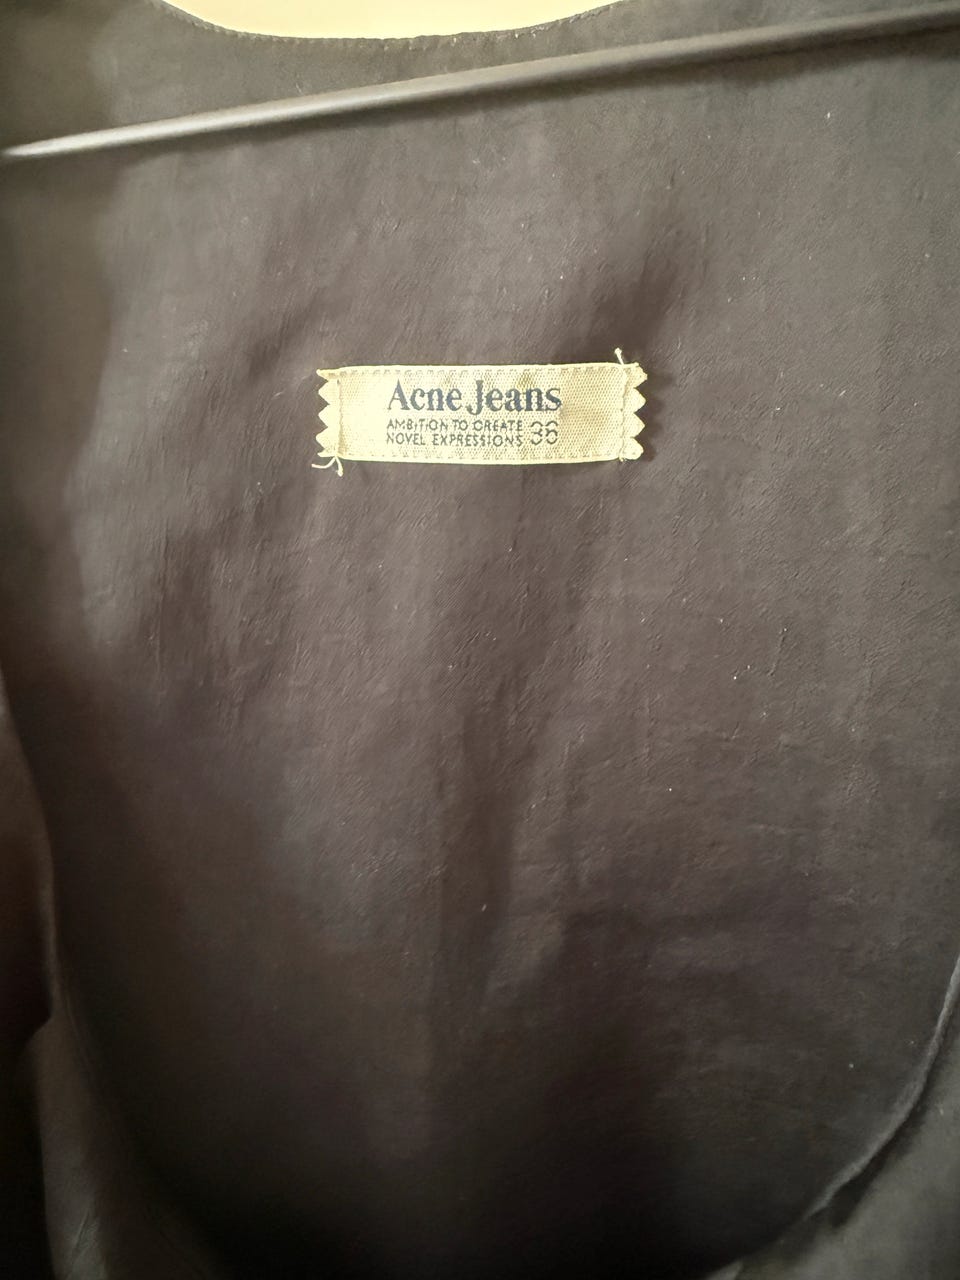 Acne Jeans
AMBITION TO CREATE
NOVEL EXPRESSIONS 36